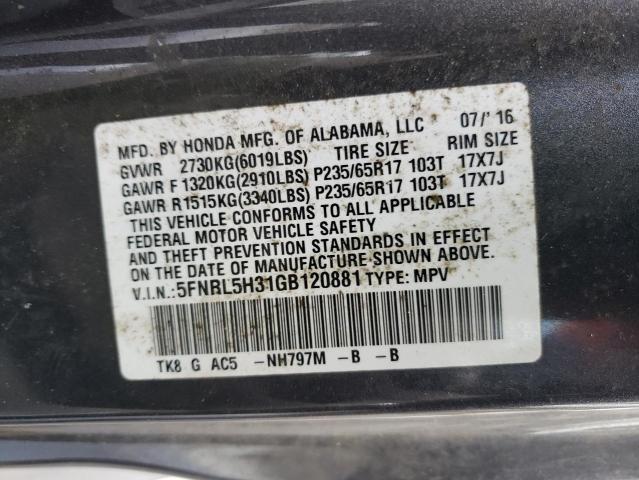 MFD. BY HONDA MFG. OF ALABAMA, LLC 07/'16
GVWR 2730KG(6019LBS) TIRE SIZE RIM SIZE
GAWR F 1320KG(2910LBS) P235/65R17 103T 17X7J
GAWR R1515KG(3340LBS) P235/65R17 103T 17X7J
THIS VEHICLE CONFORMS TO ALL APPLICABLE
FEDERAL MOTOR VEHICLE SAFETY
AND THEFT PREVENTION STANDARDS IN EFFECT
ON THE DATE OF MANUFACTURE SHOWN ABOVE.
V.I.N.:5FNRL5H31GB120881 TYPE: MPV
TK8 G AC5 -NH797M -B -B